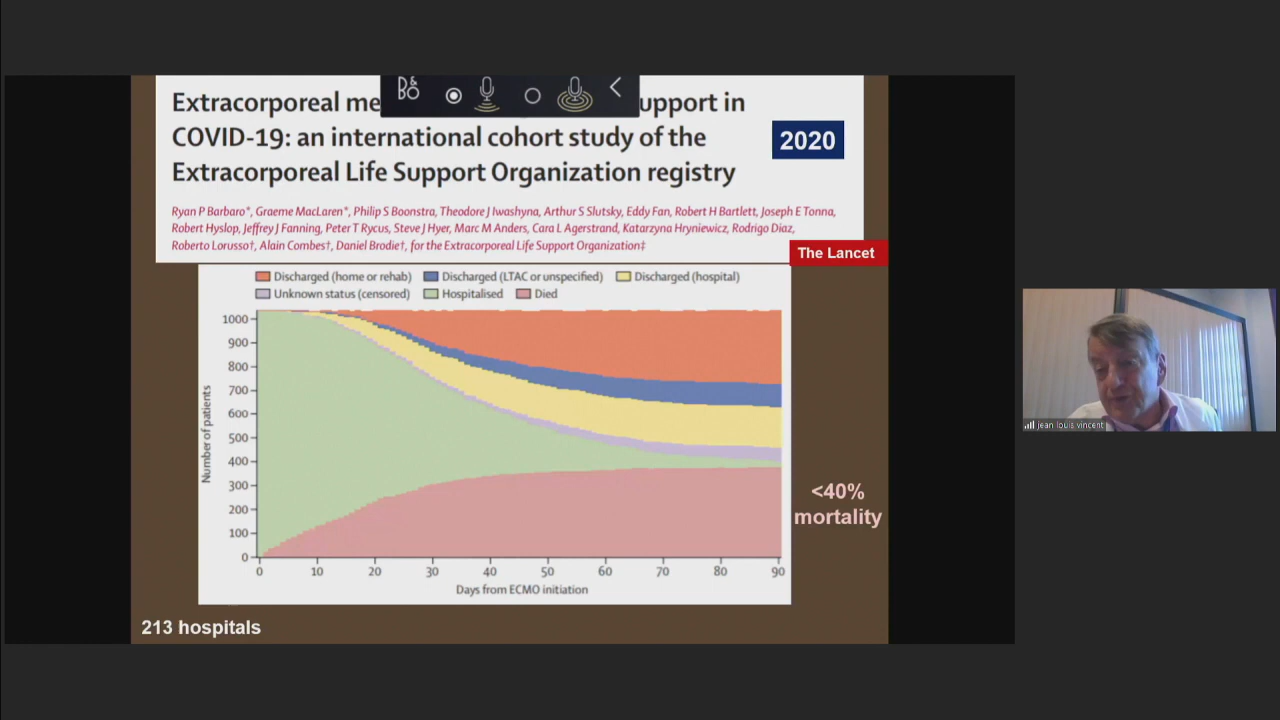 B&O
Extracorporeal me upport in
COVID-19: an international cohort study of the
Extracorporeal Life Support Organization registry
2020
Ryan P Barbaro*, Graeme MacLaren*, Philip S Boonstra, Theodore J Iwashyna, Arthur S Slutsky, Eddy Fan, Robert H Bartlett, Joseph E Tonna,
Robert Hyslop, Jeffrey J Fanning, Peter T Rycus, Steve J Hyer, Marc M Anders, Cara L Agerstrand, Katarzyna Hryniewicz, Rodrigo Diaz,
Roberto Lorusso†, Alain Combes†, Daniel Brodie†, for the Extracorporeal Life Support Organization‡
The Lancet
Discharged (home or rehab) Discharged (LTAC or unspecified) Discharged (hospital)
Unknown status (censored) Hospitalised Died
Number of patients
1000
900
800
700
600
500
400
300
200
100
0
0 10 20 30 40 50 60 70 80 90
Days from ECMO initiation
<40%
mortality
213 hospitals
jean louis vincent